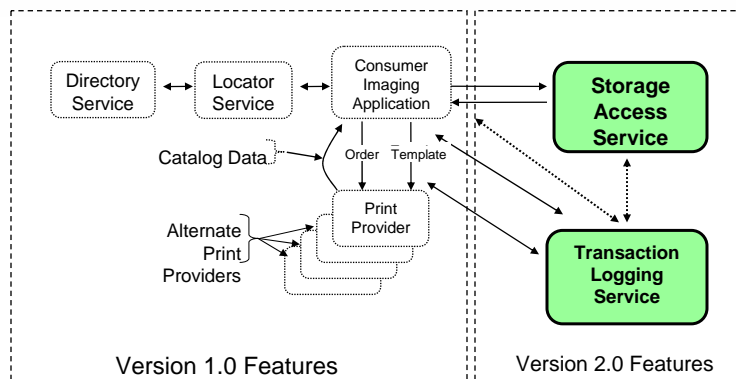 Directory
Service
Locator
Service
Consumer
Imaging
Application
Storage
Access
Service
Catalog Data
Order
Template
Print
Provider
Alternate
Print
Providers
Transaction
Logging
Service
Version 1.0 Features
Version 2.0 Features